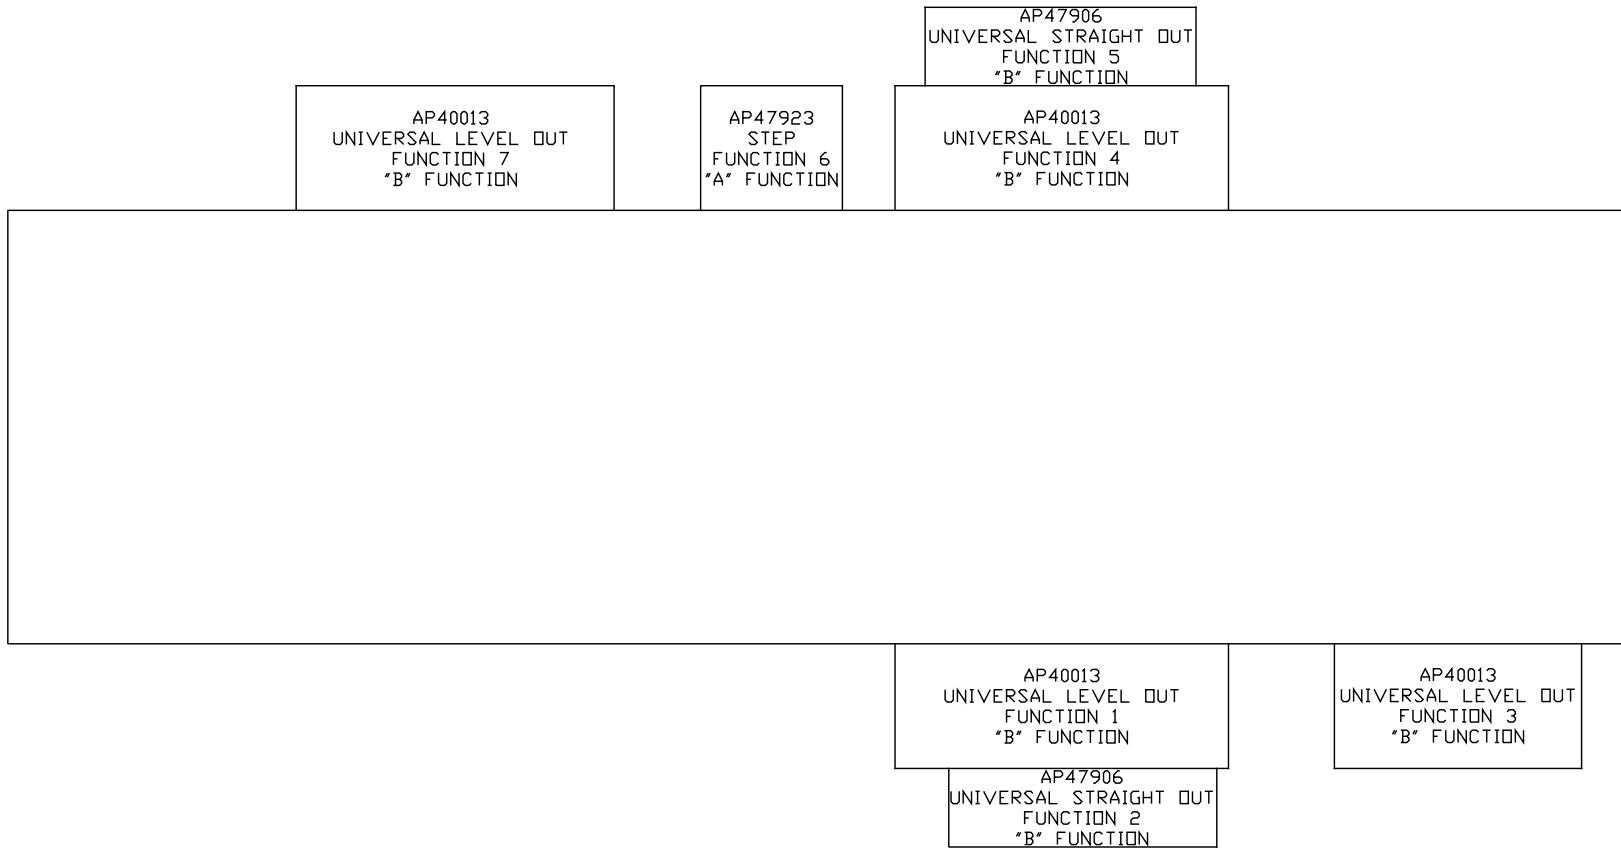 AP47906
UNIVERSAL STRAIGHT OUT
FUNCTION 5
"B" FUNCTION
AP40013
UNIVERSAL LEVEL OUT
FUNCTION 7
"B" FUNCTION
AP47923
STEP
FUNCTION 6
"A" FUNCTION
AP40013
UNIVERSAL LEVEL OUT
FUNCTION 4
"B" FUNCTION
AP40013
UNIVERSAL LEVEL OUT
FUNCTION 1
"B" FUNCTION
AP40013
UNIVERSAL LEVEL OUT
FUNCTION 3
"B" FUNCTION
AP47906
UNIVERSAL STRAIGHT OUT
FUNCTION 2
"B" FUNCTION